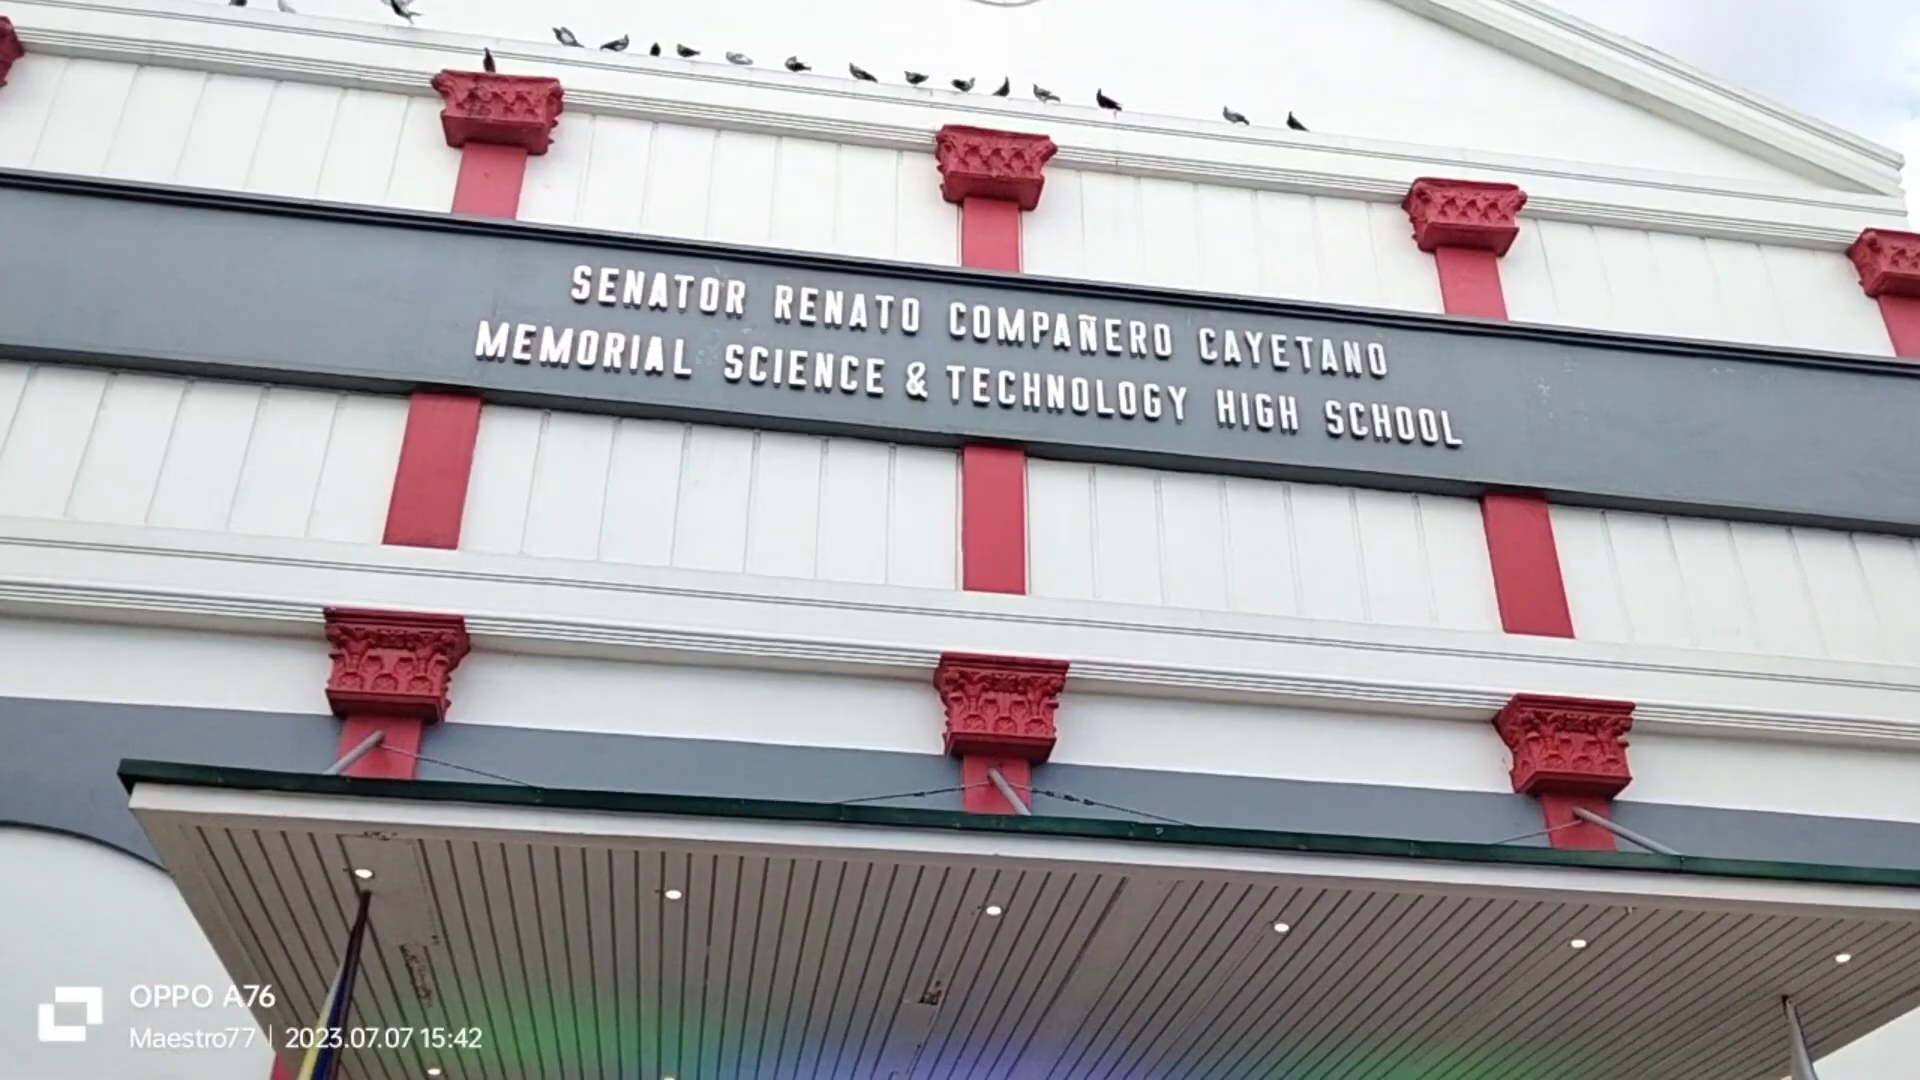 SENATOR RENATO COMPAÑERO CAYETANO
MEMORIAL SCIENCE & TECHNOLOGY HIGH SCHOOL
OPPO A76
Maestro77 | 2023.07.07 15:42